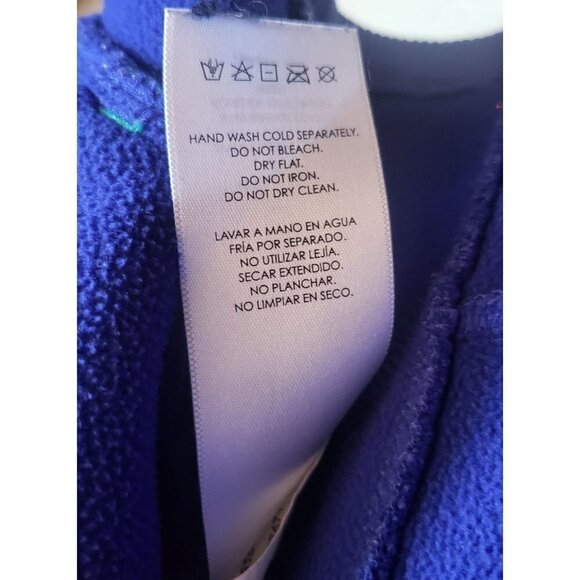 HAND WASH COLD SEPARATELY.
DO NOT BLEACH.
DRY FLAT.
DO NOT IRON.
DO NOT DRY CLEAN.
LAVAR A MANO EN AGUA
FRÍA POR SEPARADO.
NO UTILIZAR LEJÍA.
SECAR EXTENDIDO.
NO PLANCHAR.
NO LIMPIAR EN SECO.